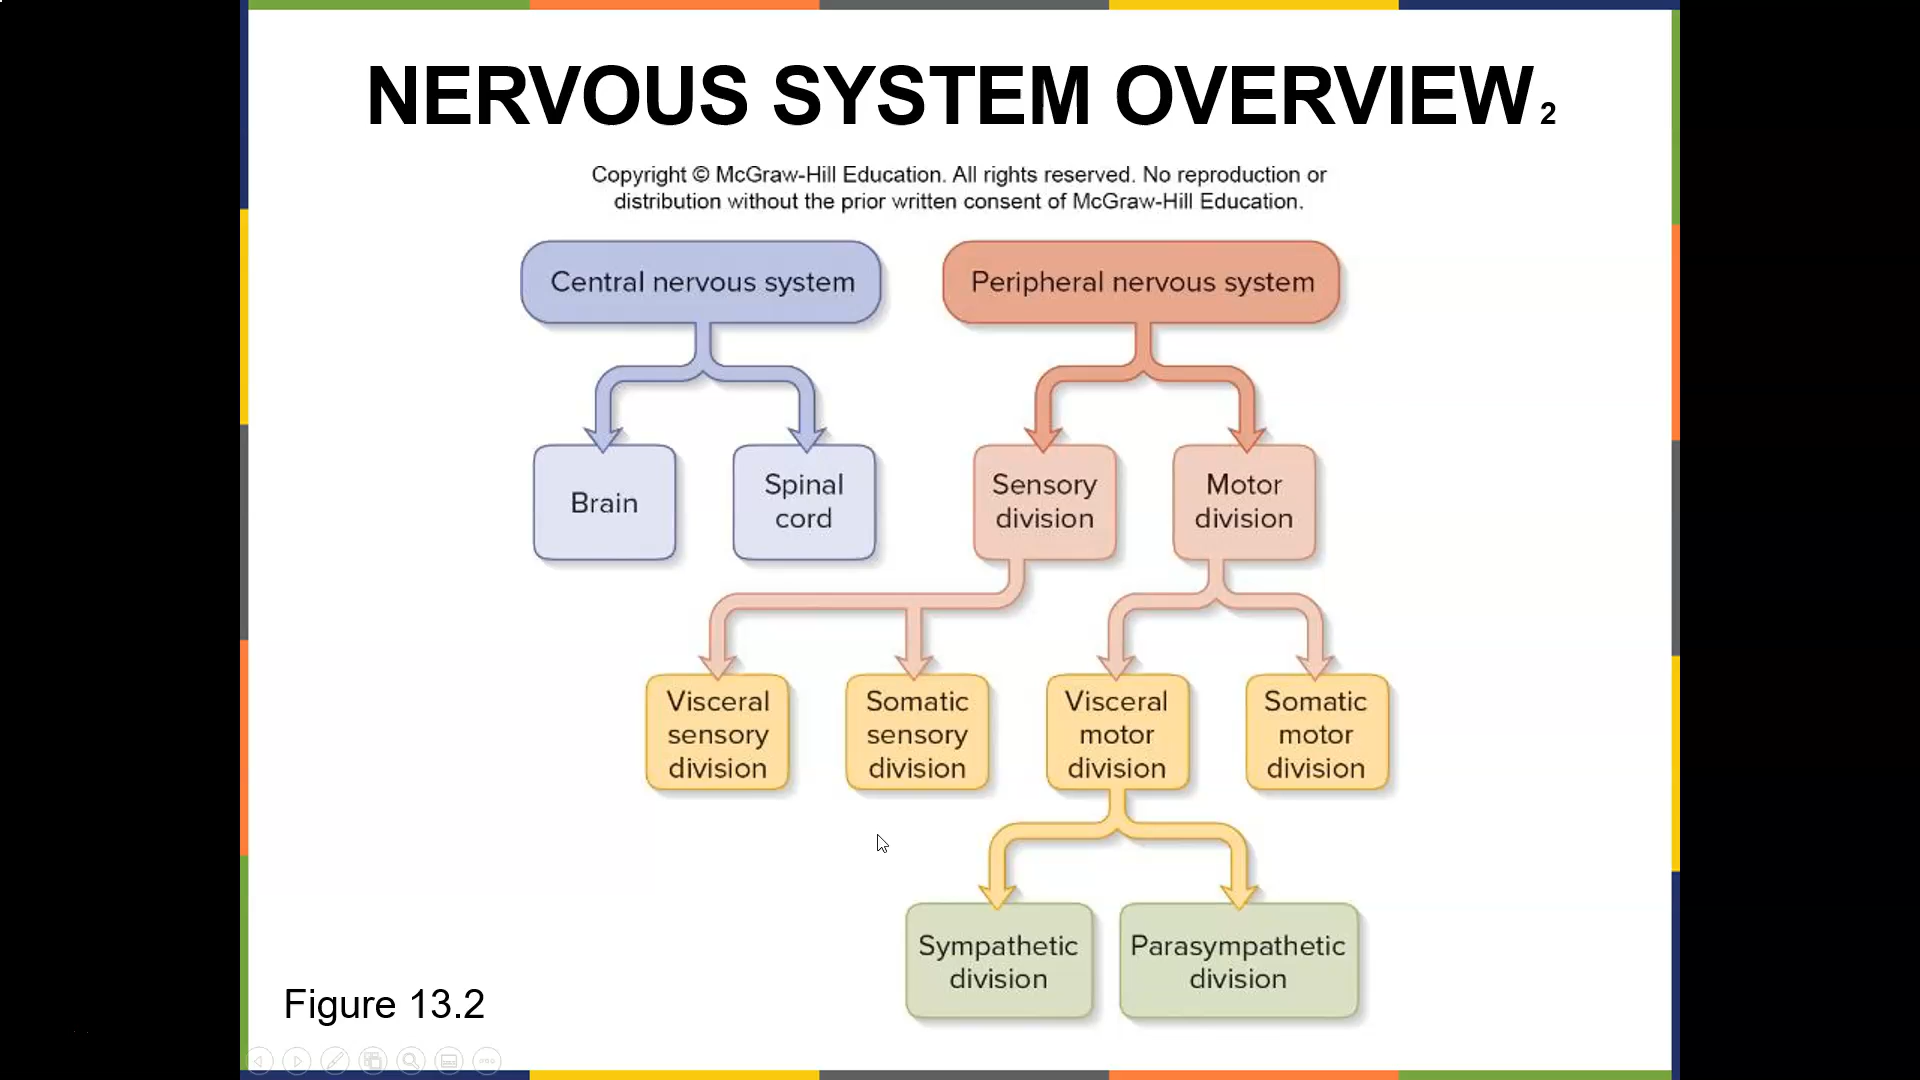 NERVOUS SYSTEM OVERVIEW 2
Copyright © McGraw-Hill Education. All rights reserved. No reproduction or
distribution without the prior written consent of McGraw-Hill Education.
Central nervous system
Peripheral nervous system
Brain
Spinal
cord
Sensory
division
Motor
division
Visceral
sensory
division
Somatic
sensory
division
Visceral
motor
division
Somatic
motor
division
Sympathetic
division
Parasympathetic
division
Figure 13.2